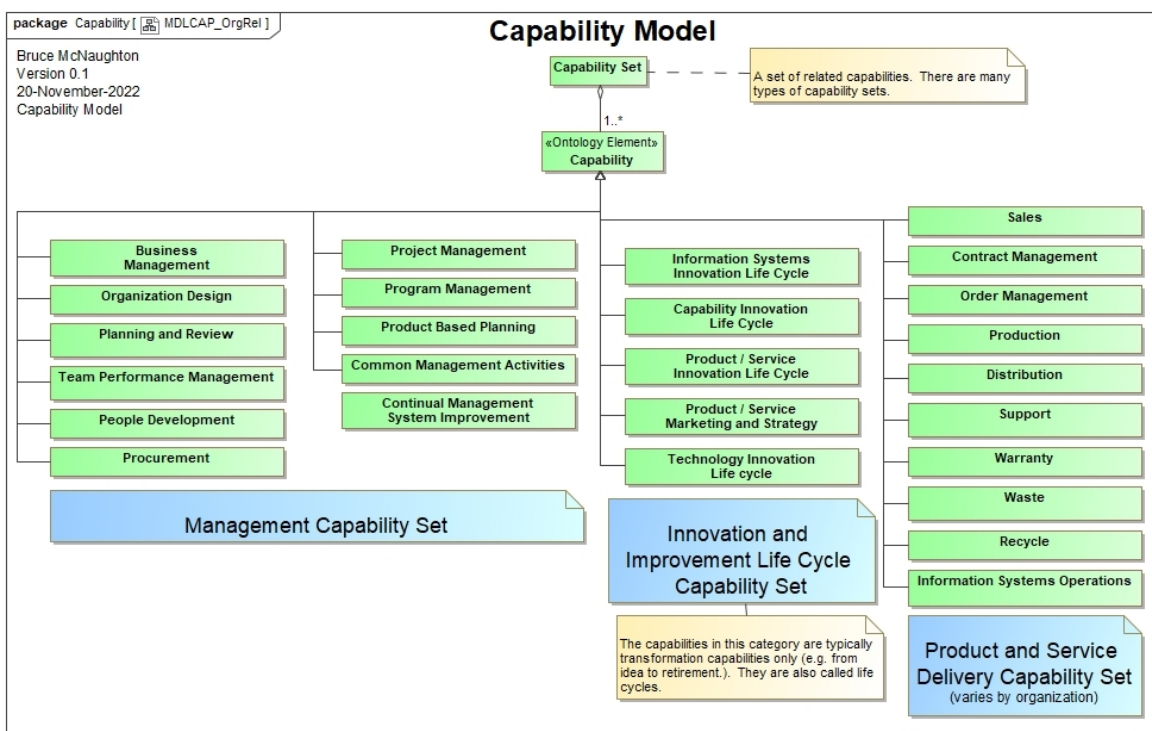 package Capability [ MDLCAP_OrgRel ]
Capability Model
Bruce McNaughton
Version 0.1
20-November-2022
Capability Model
Capability Set
A set of related capabilities. There are many
types of capability sets.
1..*
«Ontology Element»
Capability
Business
Management
Organization Design
Planning and Review
Team Performance Management
People Development
Procurement
Project Management
Program Management
Product Based Planning
Common Management Activities
Continual Management
System Improvement
Management Capability Set
Information Systems
Innovation Life Cycle
Capability Innovation
Life Cycle
Product / Service
Innovation Life Cycle
Product / Service
Marketing and Strategy
Technology Innovation
Life cycle
Innovation and
Improvement Life Cycle
Capability Set
The capabilities in this category are typically
transformation capabilities only (e.g. from
idea to retirement.). They are also called life
cycles.
Sales
Contract Management
Order Management
Production
Distribution
Support
Warranty
Waste
Recycle
Information Systems Operations
Product and Service
Delivery Capability Set
(varies by organization)